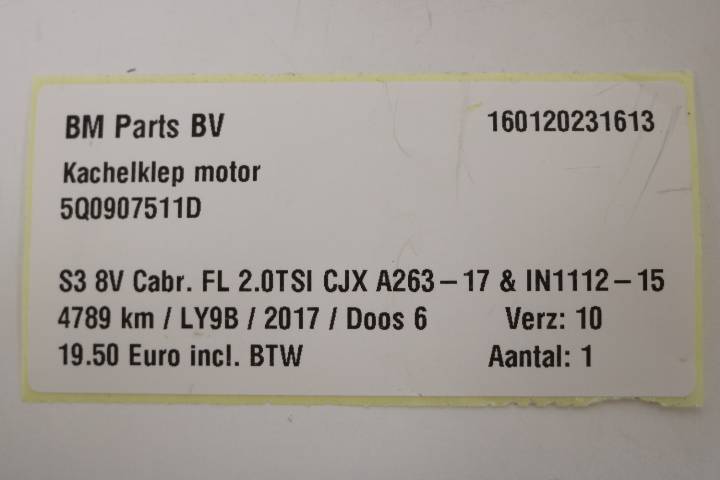 BM Parts BV 160120231613
Kachelklep motor
5Q0907511D
S3 8V Cabr. FL 2.0TSI CJX A263-17 & IN1112-15
4789 km / LY9B / 2017 / Doos 6 Verz: 10
19.50 Euro incl. BTW Aantal: 1